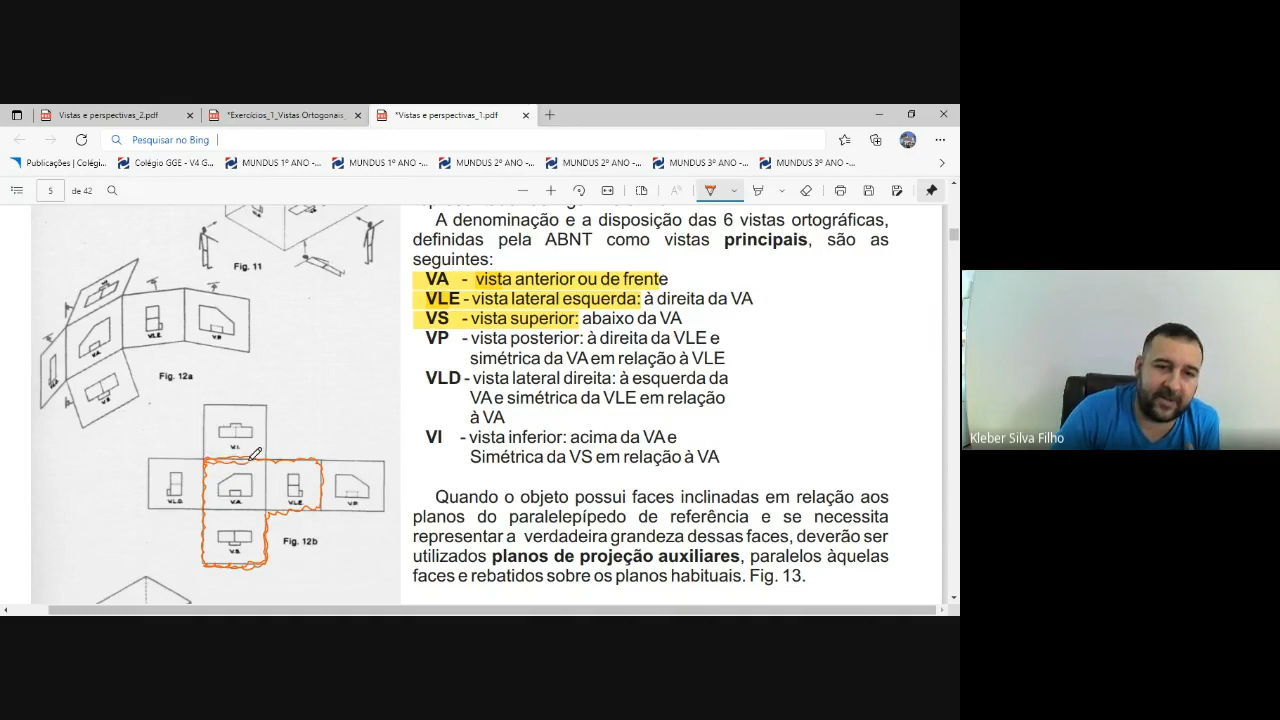 Vistas e perspectivas_2.pdf
*Exercícios_1_Vistas Ortogonais_
*Vistas e perspectivas_1.pdf
Pesquisar no Bing
Publicações | Colégi...
Colégio GGE - V4 G...
MUNDUS 1º ANO -...
MUNDUS 1º ANO -...
MUNDUS 2º ANO -...
MUNDUS 2º ANO -...
MUNDUS 3º ANO -...
MUNDUS 3º ANO -...
5 de 42
A denominação e a disposição das 6 vistas ortográficas,
definidas pela ABNT como vistas principais, são as
seguintes:
VA - vista anterior ou de frente
VLE - vista lateral esquerda: à direita da VA
VS - vista superior: abaixo da VA
VP - vista posterior: à direita da VLE e
simétrica da VA em relação à VLE
VLD - vista lateral direita: à esquerda da
VA e simétrica da VLE em relação
à VA
VI - vista inferior: acima da VA e
Simétrica da VS em relação à VA
Quando o objeto possui faces inclinadas em relação aos
planos do paralelepípedo de referência e se necessita
representar a verdadeira grandeza dessas faces, deverão ser
utilizados planos de projeção auxiliares, paralelos àquelas
faces e rebatidos sobre os planos habituais. Fig. 13.
Fig. 11
V.A.
V.L.E.
V.P.
Fig. 12a
V.I.
V.L.D.
V.A.
V.L.E.
V.P.
V.S.
Fig. 12b
Kleber Silva Filho